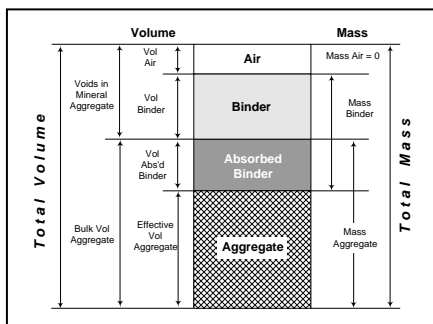 Volume
Mass
Total Volume
Voids in
Mineral
Aggregate
Bulk Vol
Aggregate
Vol
Air
Vol
Binder
Vol
Abs'd
Binder
Effective
Vol
Aggregate
Air
Binder
Absorbed
Binder
Aggregate
Mass Air = 0
Mass
Binder
Mass
Aggregate
Total Mass